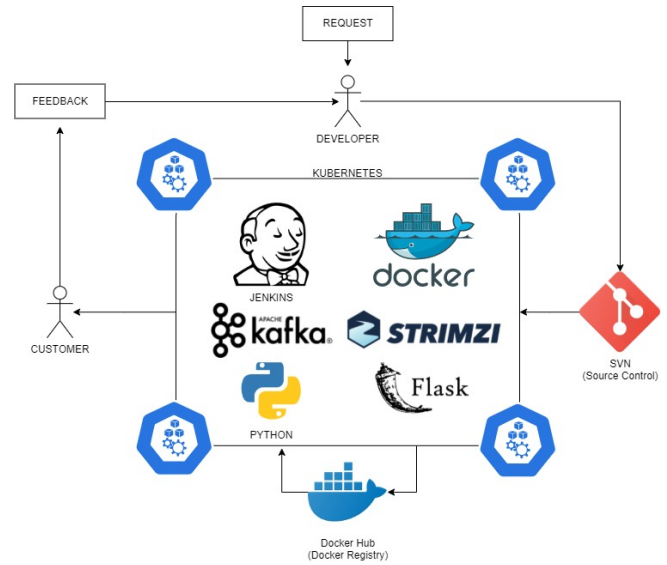 REQUEST
FEEDBACK
DEVELOPER
KUBERNETES
docker
JENKINS
APACHE
kafka®
STRIMZI
CUSTOMER
SVN
(Source Control)
Flask
PYTHON
Docker Hub
(Docker Registry)